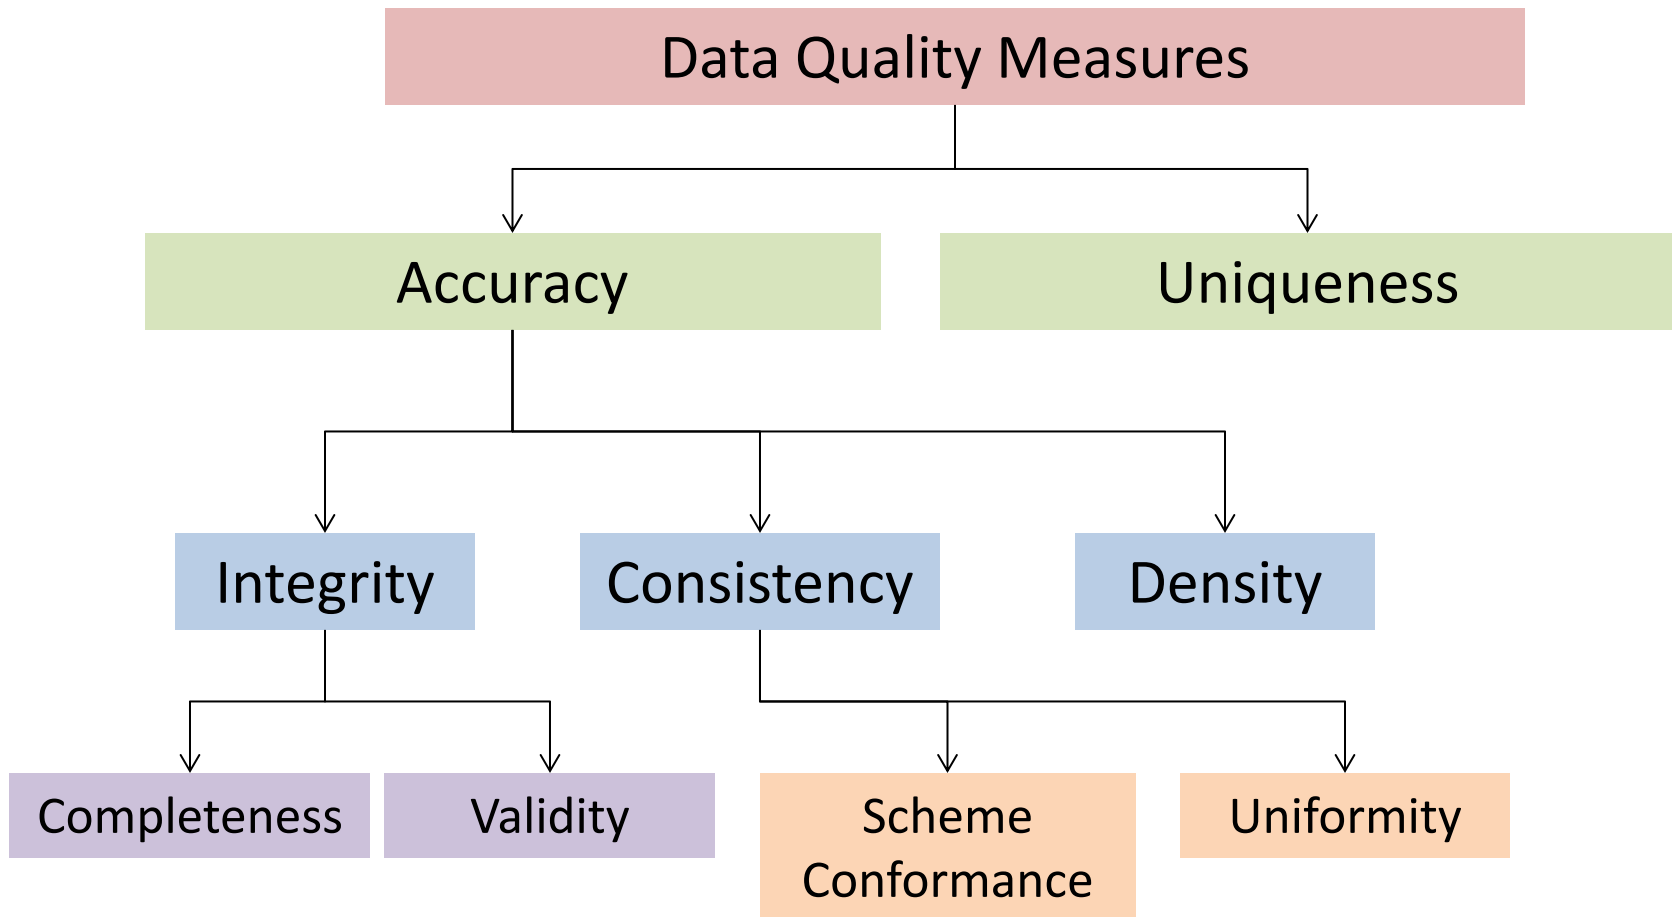 Data Quality Measures
Accuracy
Uniqueness
Integrity
Consistency
Density
Completeness
Validity
Scheme
Conformance
Uniformity